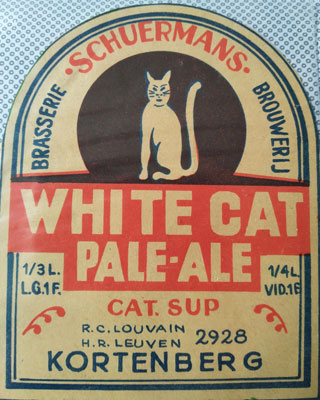 ·SCHUERMANS·
BRASSERIE
BROUWERIJ
WHITE CAT
PALE-ALE
1/3 L.
L.G.1F.
1/4 L.
VID.1F
CAT. SUP
R.C. LOUVAIN
H.R. LEUVEN
2928
KORTENBERG